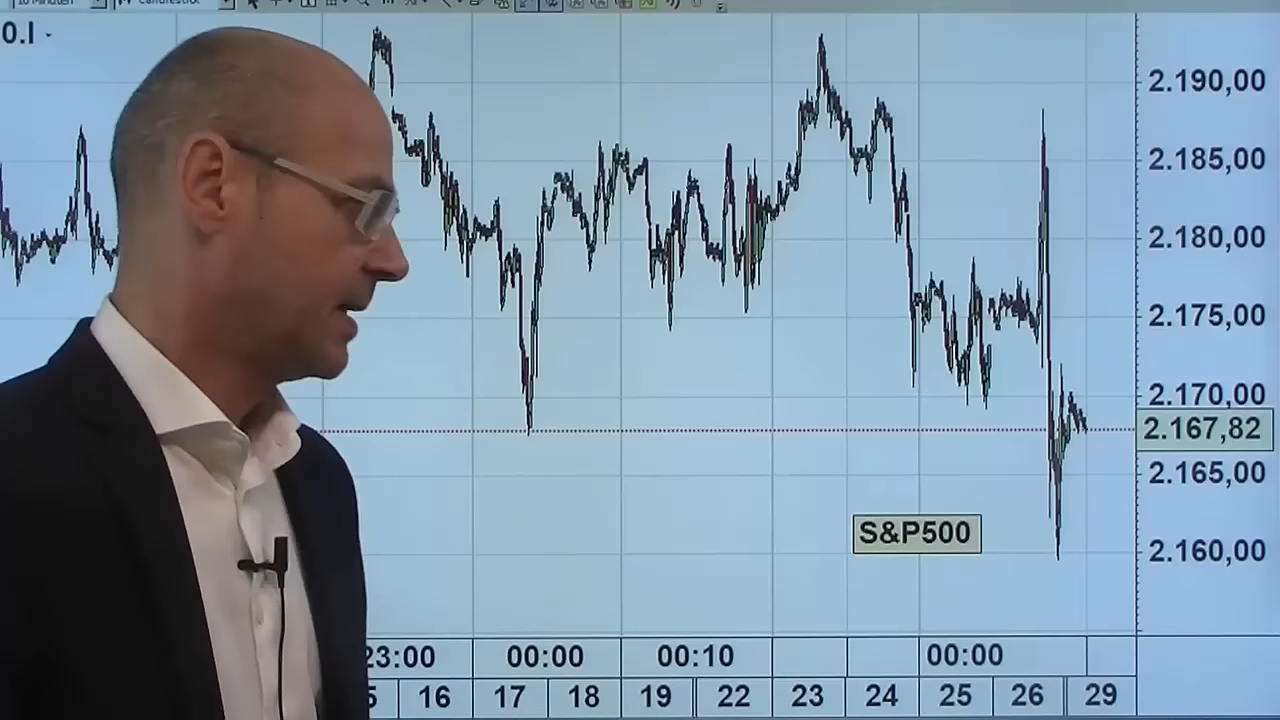 0.I -
2.190,00
2.185,00
2.180,00
2.175,00
2.170,00
2.167,82
2.165,00
S&P500
2.160,00
23:00 00:00 00:10 00:00
5 16 17 18 19 22 23 24 25 26 29